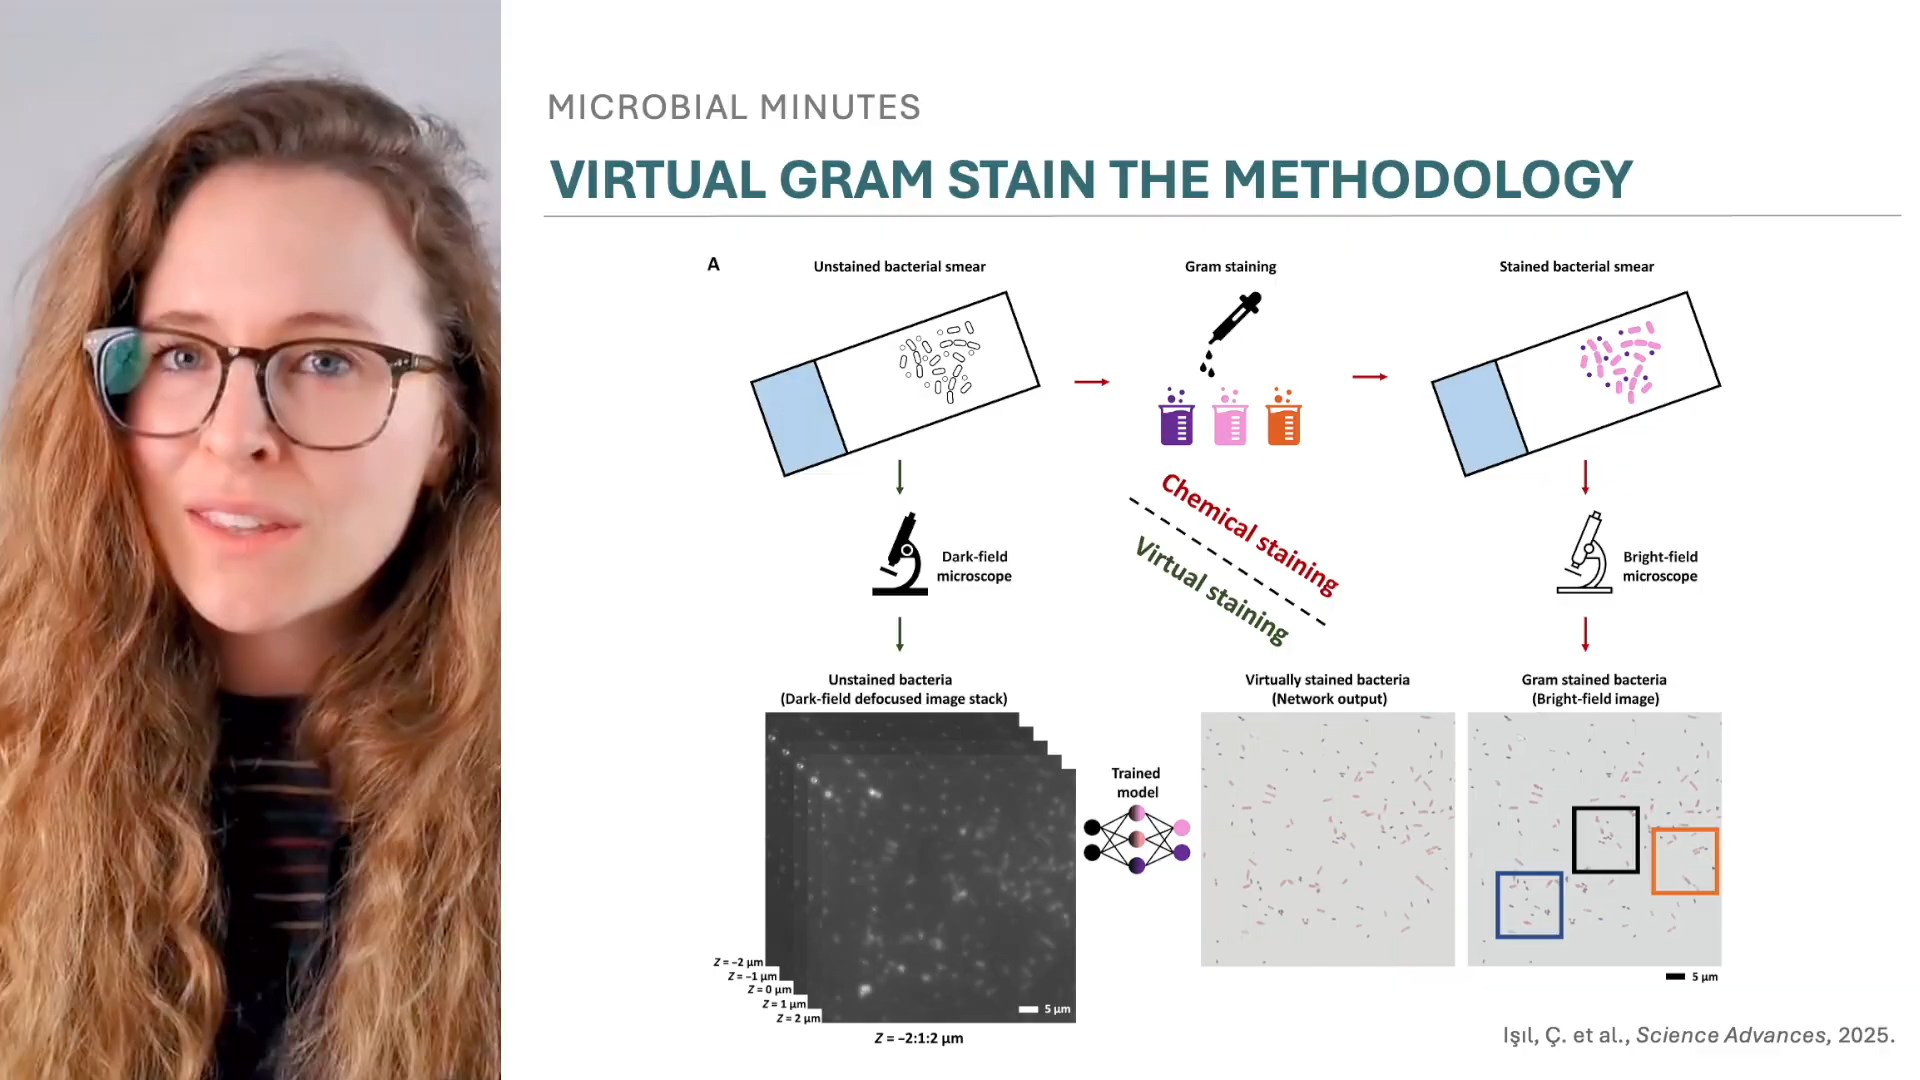 MICROBIAL MINUTES
VIRTUAL GRAM STAIN THE METHODOLOGY
A
Unstained bacterial smear
Gram staining
Stained bacterial smear
Chemical staining
Virtual staining
Dark-field
microscope
Bright-field
microscope
Unstained bacteria
(Dark-field defocused image stack)
Virtually stained bacteria
(Network output)
Gram stained bacteria
(Bright-field image)
Trained
model
Z = −2 µm
Z = −1 µm
Z = 0 µm
Z = 1 µm
Z = 2 µm
5 µm
5 µm
Z = −2:1:2 µm
Işıl, Ç. et al., Science Advances, 2025.